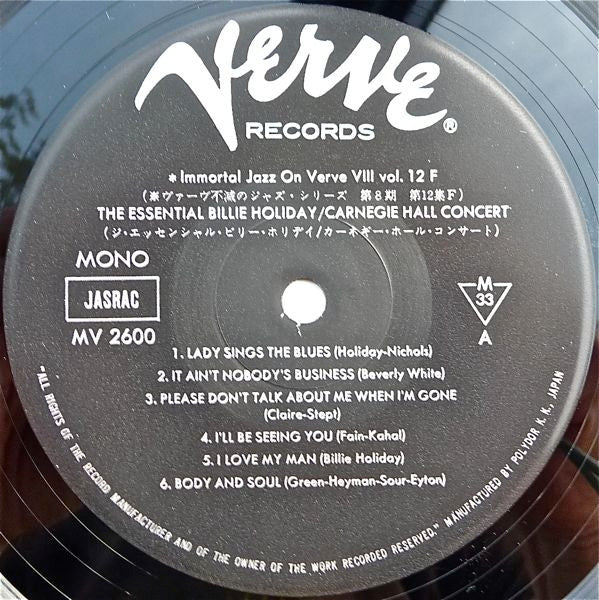 Verve
RECORDS ®
* Immortal Jazz On Verve VIII vol. 12 F
(※ヴァーヴ不滅のジャズ・シリーズ 第8期 第12集F)
THE ESSENTIAL BILLIE HOLIDAY/CARNEGIE HALL CONCERT
(ジ・エッセンシャル・ビリー・ホリデイ/カーネギー・ホール・コンサート)
MONO
JASRAC
MV 2600
M
33
A
1. LADY SINGS THE BLUES (Holiday-Nichols)
2. IT AIN'T NOBODY'S BUSINESS (Beverly White)
3. PLEASE DON'T TALK ABOUT ME WHEN I'M GONE
(Claire-Stept)
4. I'LL BE SEEING YOU (Fain-Kahal)
5. I LOVE MY MAN (Billie Holiday)
6. BODY AND SOUL (Green-Heyman-Sour-Eyton)
"ALL RIGHTS OF THE RECORD MANUFACTURER AND OF THE OWNER OF THE WORK RECORDED RESERVED." MANUFACTURED BY POLYDOR K. K., JAPAN